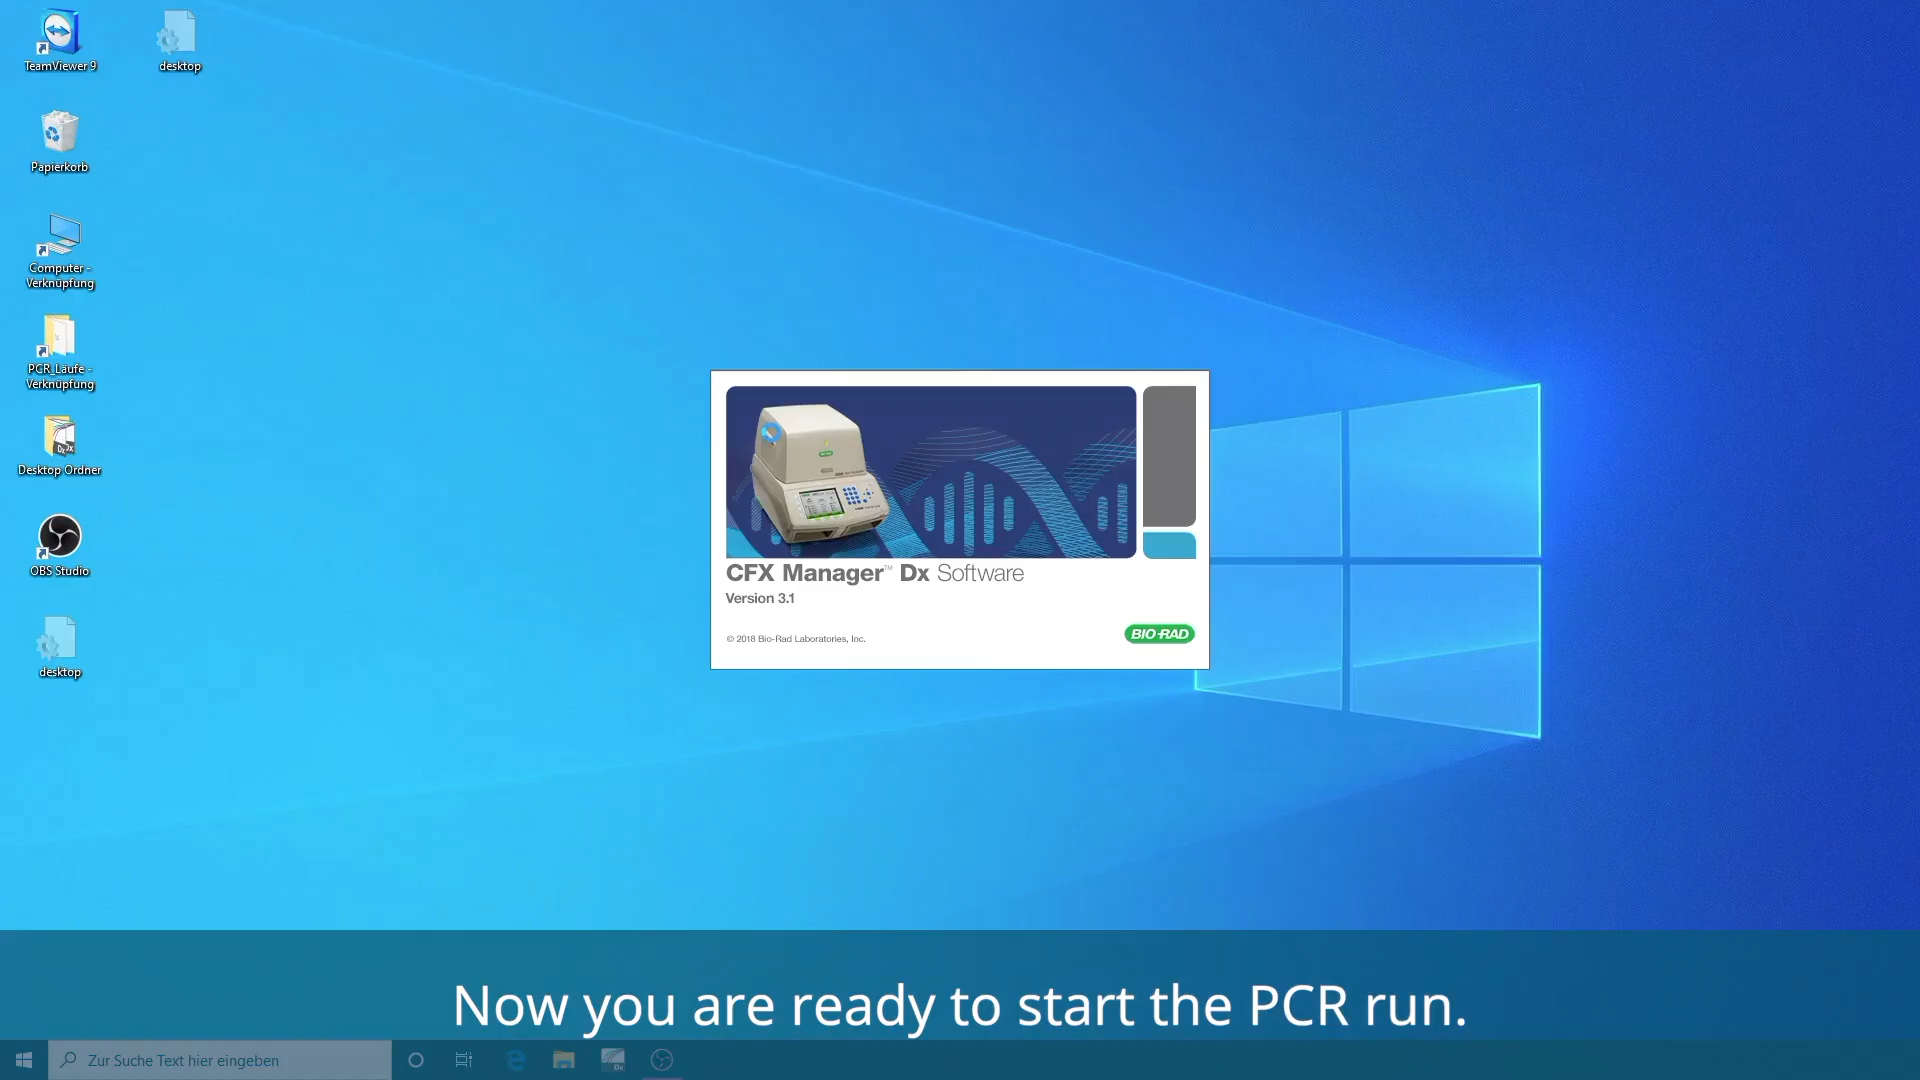 TeamViewer 9
desktop
Papierkorb
Computer -
Verknüpfung
PCR_Läufe -
Verknüpfung
Desktop Ordner
OBS Studio
desktop
CFX Manager™ Dx Software
Version 3.1
© 2018 Bio-Rad Laboratories, Inc.
BIO-RAD
Now you are ready to start the PCR run.
Zur Suche Text hier eingeben
Dx